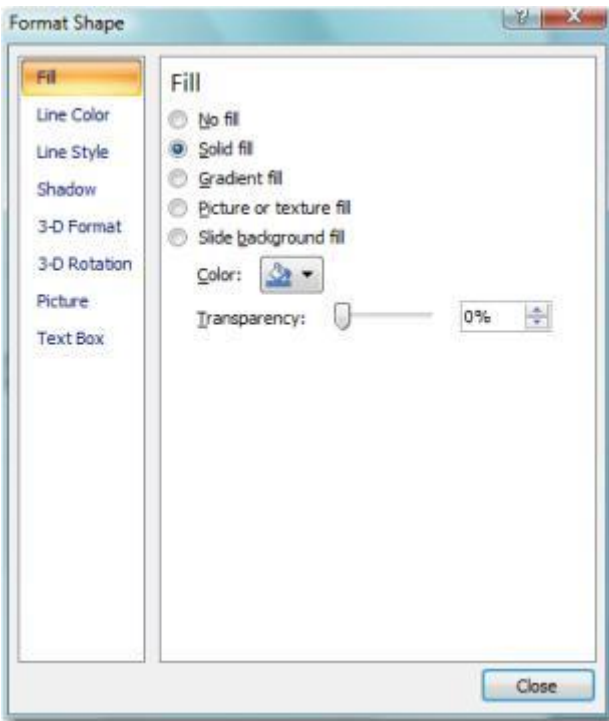 Format Shape
Fill
Line Color
Line Style
Shadow
3-D Format
3-D Rotation
Picture
Text Box
Fill
No fill
Solid fill
Gradient fill
Picture or texture fill
Slide background fill
Color:
Transparency: 0%
Close